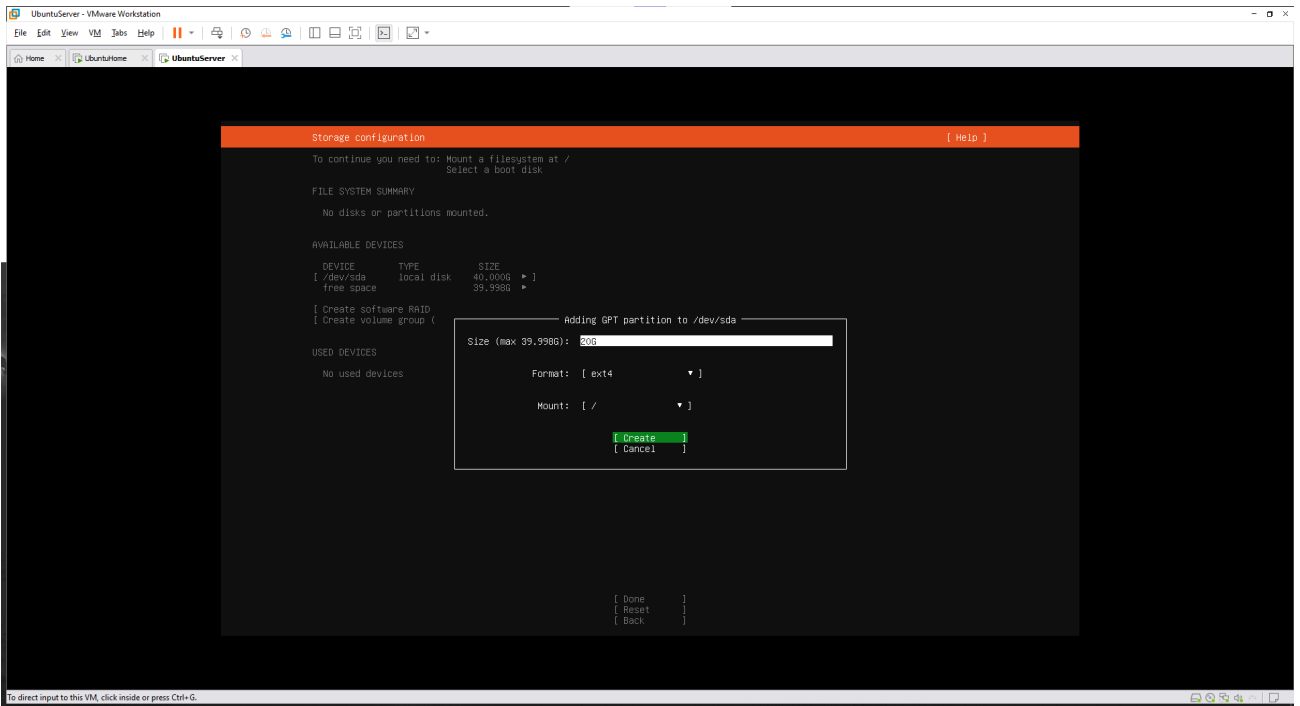 UbuntuServer - VMware Workstation
File Edit View VM Tabs Help
Home UbuntuHome UbuntuServer
Storage configuration [ Help ]
To continue you need to: Mount a filesystem at /
Select a boot disk
FILE SYSTEM SUMMARY
No disks or partitions mounted.
AVAILABLE DEVICES
DEVICE TYPE SIZE
[ /dev/sda local disk 40.000G ▸ ]
free space 39.998G ▸
[ Create software RAID
[ Create volume group (
USED DEVICES
No used devices
Adding GPT partition to /dev/sda
Size (max 39.998G): 20G
Format: [ ext4 ▾ ]
Mount: [ / ▾ ]
[ Create ]
[ Cancel ]
[ Done ]
[ Reset ]
[ Back ]
To direct input to this VM, click inside or press Ctrl+G.